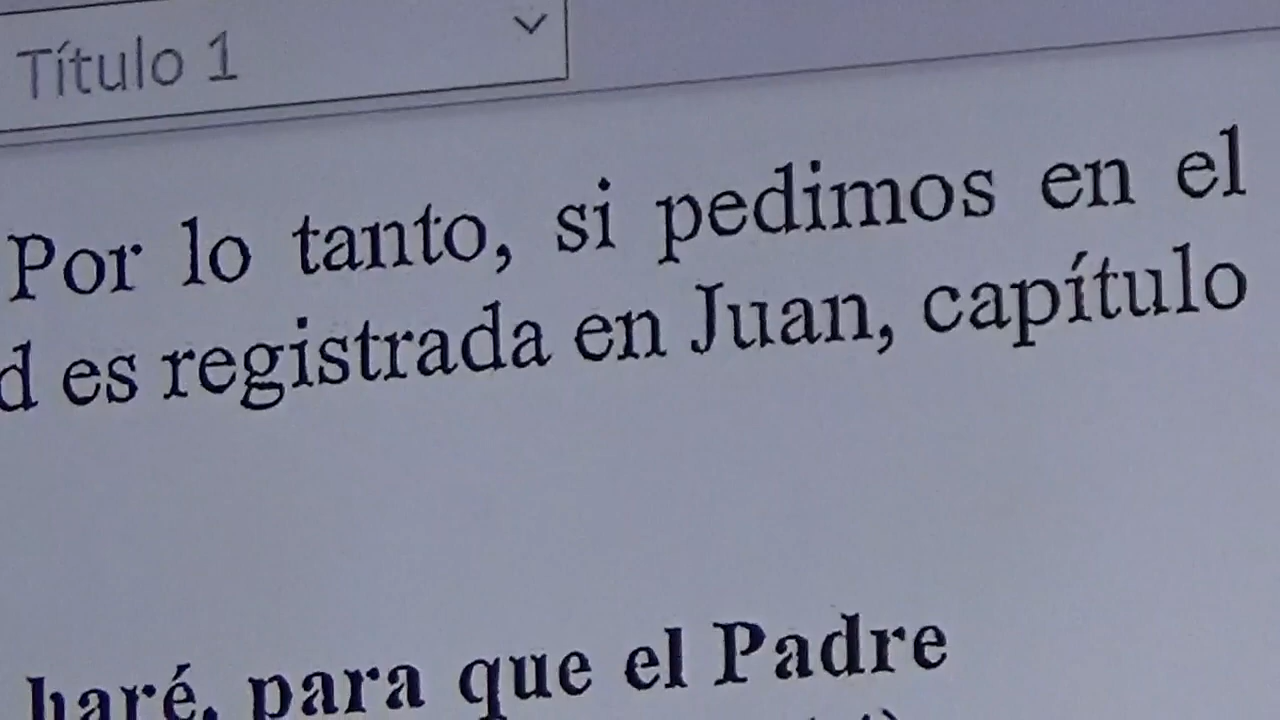 Título 1
Por lo tanto, si pedimos en el
es registrada en Juan, capítulo
haré, para que el Padre